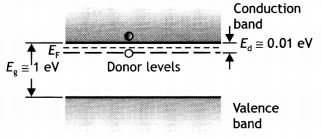 Conduction
band
E_F
E_d ≅ 0.01 eV
E_g ≅ 1 eV
Donor levels
Valence
band